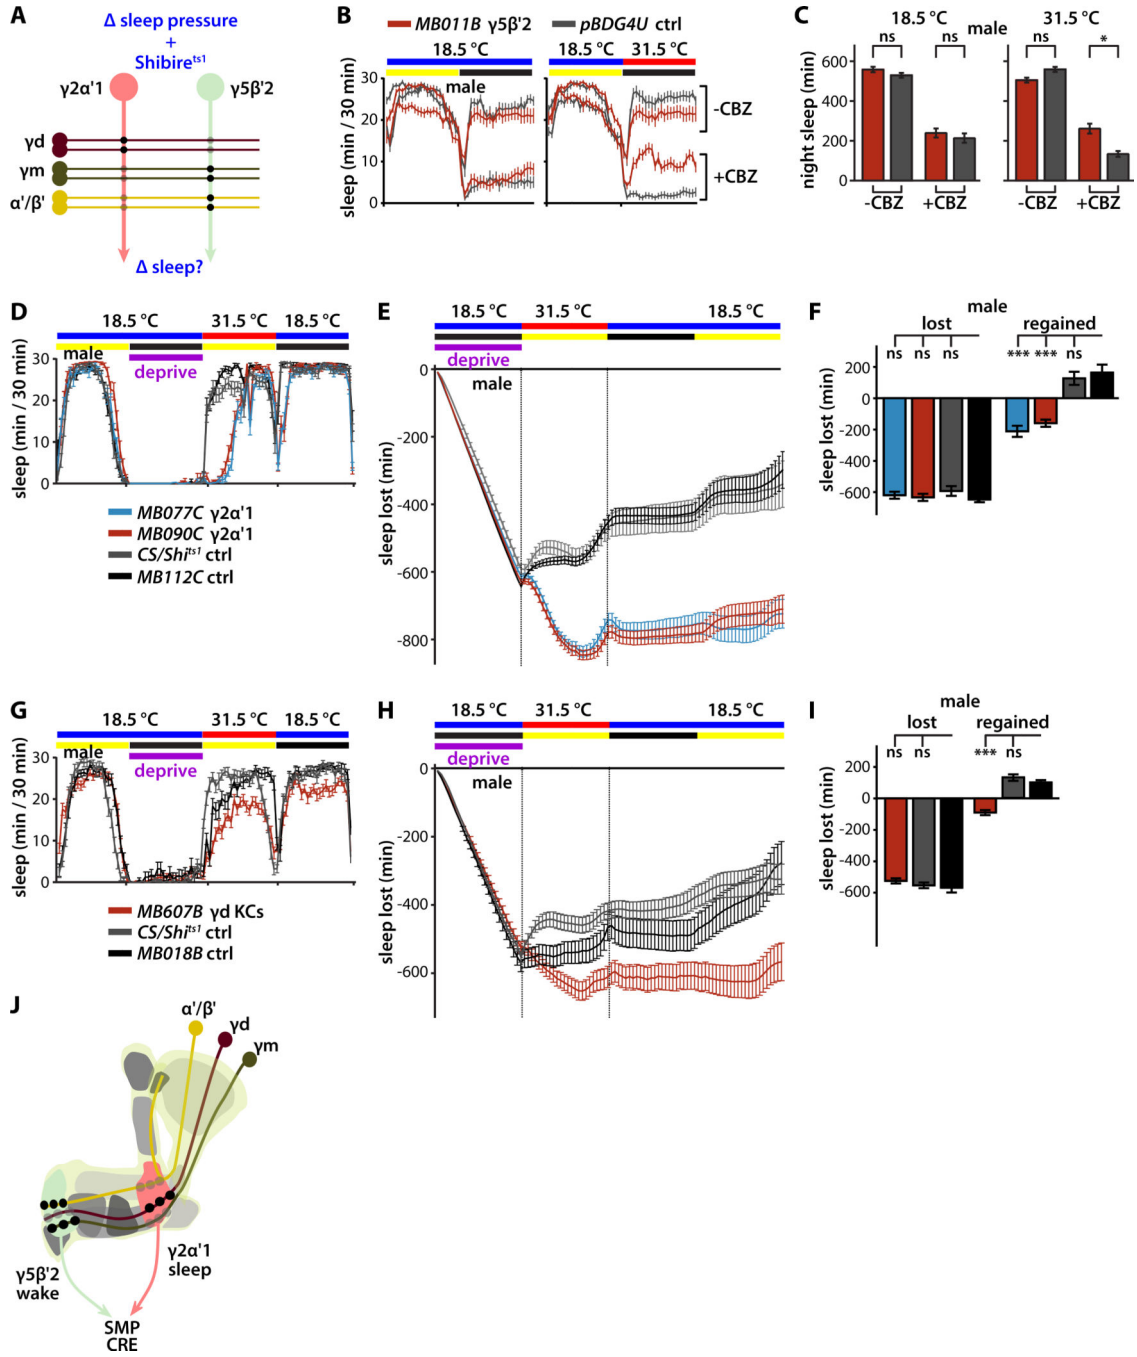 A
Δ sleep pressure
+
Shibire^ts1
γ2α'1
γ5β'2
γd
γm
α'/β'
Δ sleep?
B
MB011B γ5β'2
pBDG4U ctrl
18.5 °C
18.5 °C
31.5 °C
male
sleep (min / 30 min)
30
20
10
0
-CBZ
+CBZ
C
18.5 °C
male
31.5 °C
ns
ns
ns
*
night sleep (min)
600
400
200
0
-CBZ
+CBZ
-CBZ
+CBZ
D
18.5 °C
31.5 °C
18.5 °C
male
deprive
sleep (min / 30 min)
30
20
10
0
MB077C γ2α'1
MB090C γ2α'1
CS/Shi^ts1 ctrl
MB112C ctrl
E
18.5 °C
31.5 °C
18.5 °C
deprive
male
sleep lost (min)
0
-200
-400
-600
-800
F
male
lost
regained
ns
ns
ns
***
***
ns
sleep lost (min)
200
0
-200
-400
-600
G
18.5 °C
31.5 °C
18.5 °C
male
deprive
sleep (min / 30 min)
30
20
10
0
MB607B γd KCs
CS/Shi^ts1 ctrl
MB018B ctrl
H
18.5 °C
31.5 °C
18.5 °C
deprive
male
sleep lost (min)
0
-200
-400
-600
I
male
lost
regained
ns
ns
***
ns
sleep lost (min)
200
0
-200
-400
-600
J
α'/β'
γd
γm
γ5β'2
wake
γ2α'1
sleep
SMP
CRE